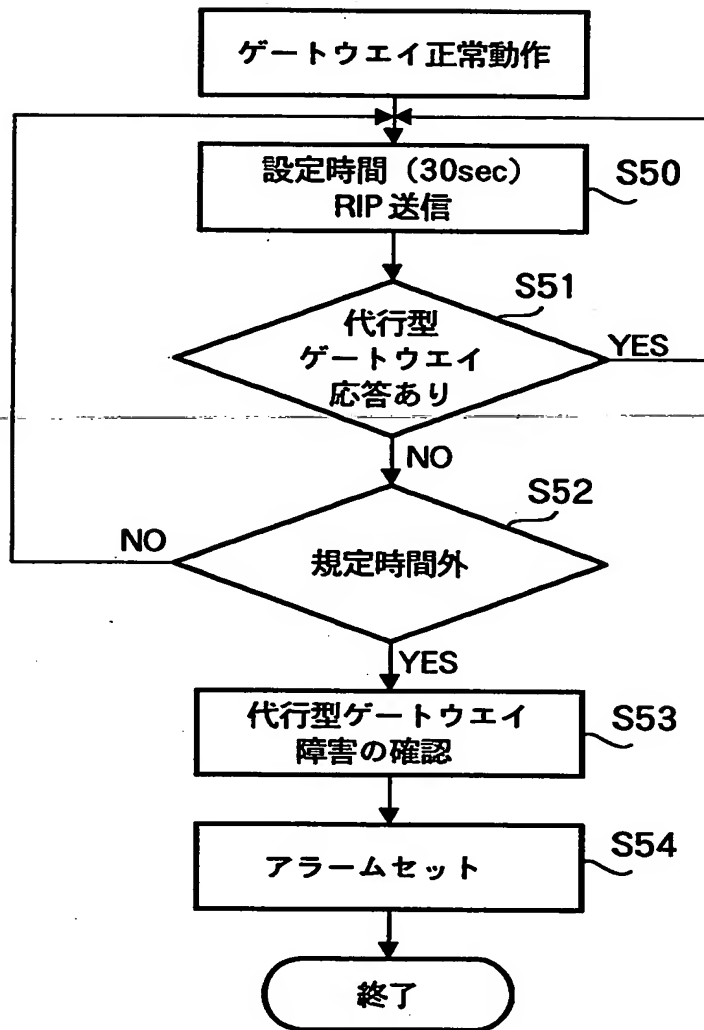 ゲートウエイ正常動作
設定時間（30sec）
RIP送信
S50
代行型
ゲートウエイ
応答あり
S51
YES
NO
規定時間外
S52
NO
YES
代行型ゲートウエイ
障害の確認
S53
アラームセット
S54
終了